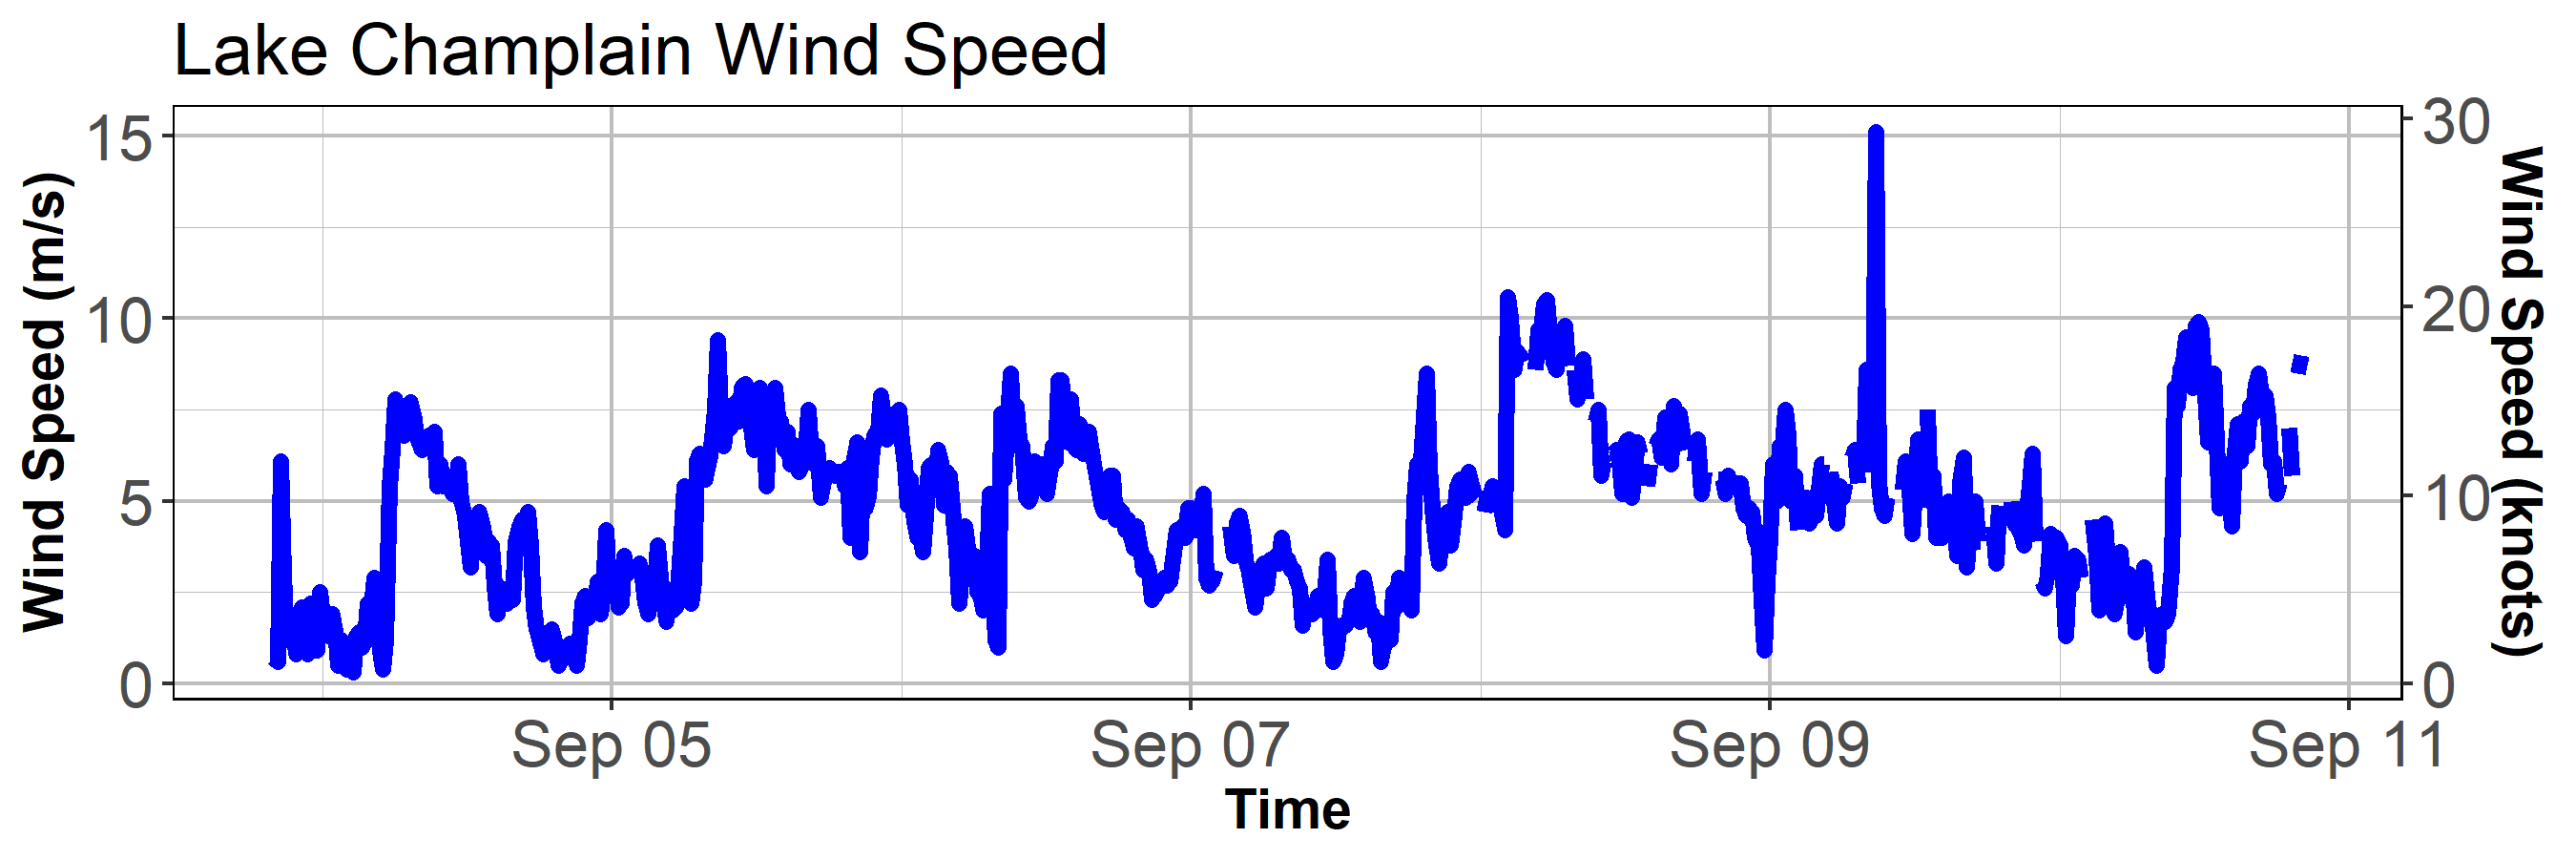 Lake Champlain Wind Speed
Wind Speed (m/s)
15
10
5
0
30
20
10
0
Wind Speed (knots)
Sep 05
Sep 07
Sep 09
Sep 11
Time